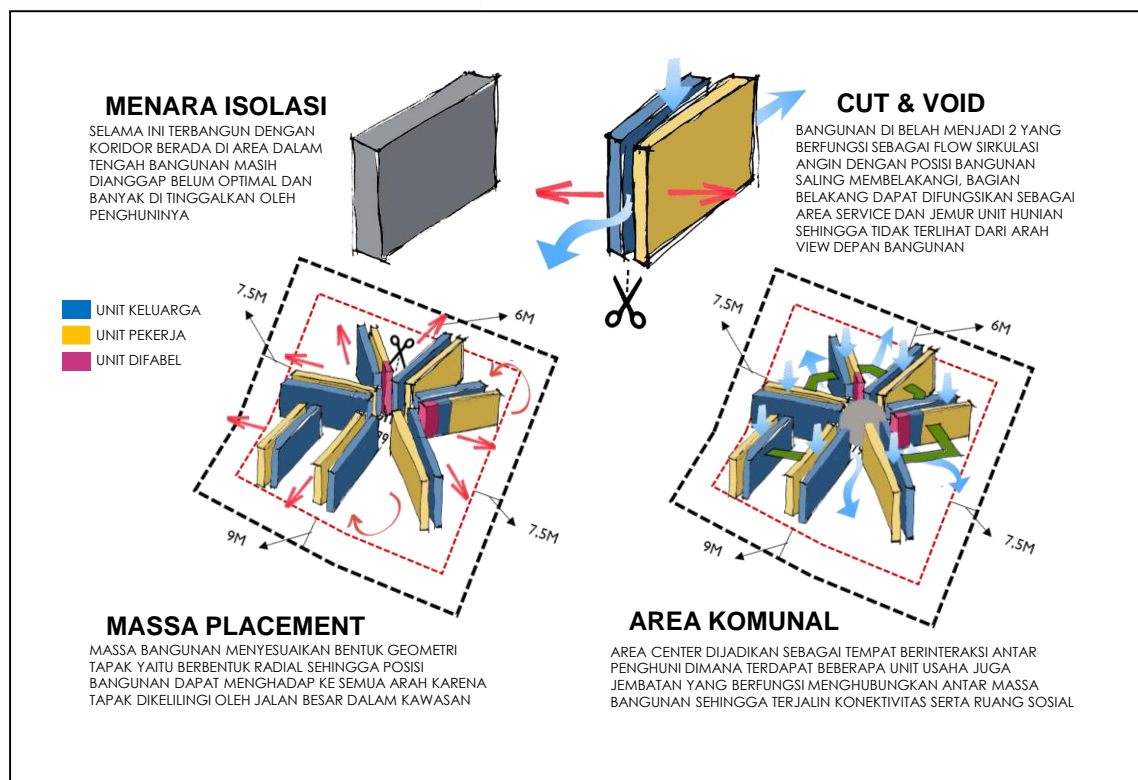 MENARA ISOLASI
SELAMA INI TERBANGUN DENGAN
KORIDOR BERADA DI AREA DALAM
TENGAH BANGUNAN MASIH
DIANGGAP BELUM OPTIMAL DAN
BANYAK DI TINGGALKAN OLEH
PENGHUNINYA
CUT & VOID
BANGUNAN DI BELAH MENJADI 2 YANG
BERFUNGSI SEBAGAI FLOW SIRKULASI
ANGIN DENGAN POSISI BANGUNAN
SALING MEMBELAKANGI, BAGIAN
BELAKANG DAPAT DIFUNGSIKAN SEBAGAI
AREA SERVICE DAN JEMUR UNIT HUNIAN
SEHINGGA TIDAK TERLIHAT DARI ARAH
VIEW DEPAN BANGUNAN
UNIT KELUARGA
UNIT PEKERJA
UNIT DIFABEL
7,5M
6M
9M
7,5M
7,5M
6M
9M
7,5M
MASSA PLACEMENT
MASSA BANGUNAN MENYESUAIKAN BENTUK GEOMETRI
TAPAK YAITU BERBENTUK RADIAL SEHINGGA POSISI
BANGUNAN DAPAT MENGHADAP KE SEMUA ARAH KARENA
TAPAK DIKELILINGI OLEH JALAN BESAR DALAM KAWASAN
AREA KOMUNAL
AREA CENTER DIJADIKAN SEBAGAI TEMPAT BERINTERAKSI ANTAR
PENGHUNI DIMANA TERDAPAT BEBERAPA UNIT USAHA JUGA
JEMBATAN YANG BERFUNGSI MENGHUBUNGKAN ANTAR MASSA
BANGUNAN SEHINGGA TERJALIN KONEKTIVITAS SERTA RUANG SOSIAL